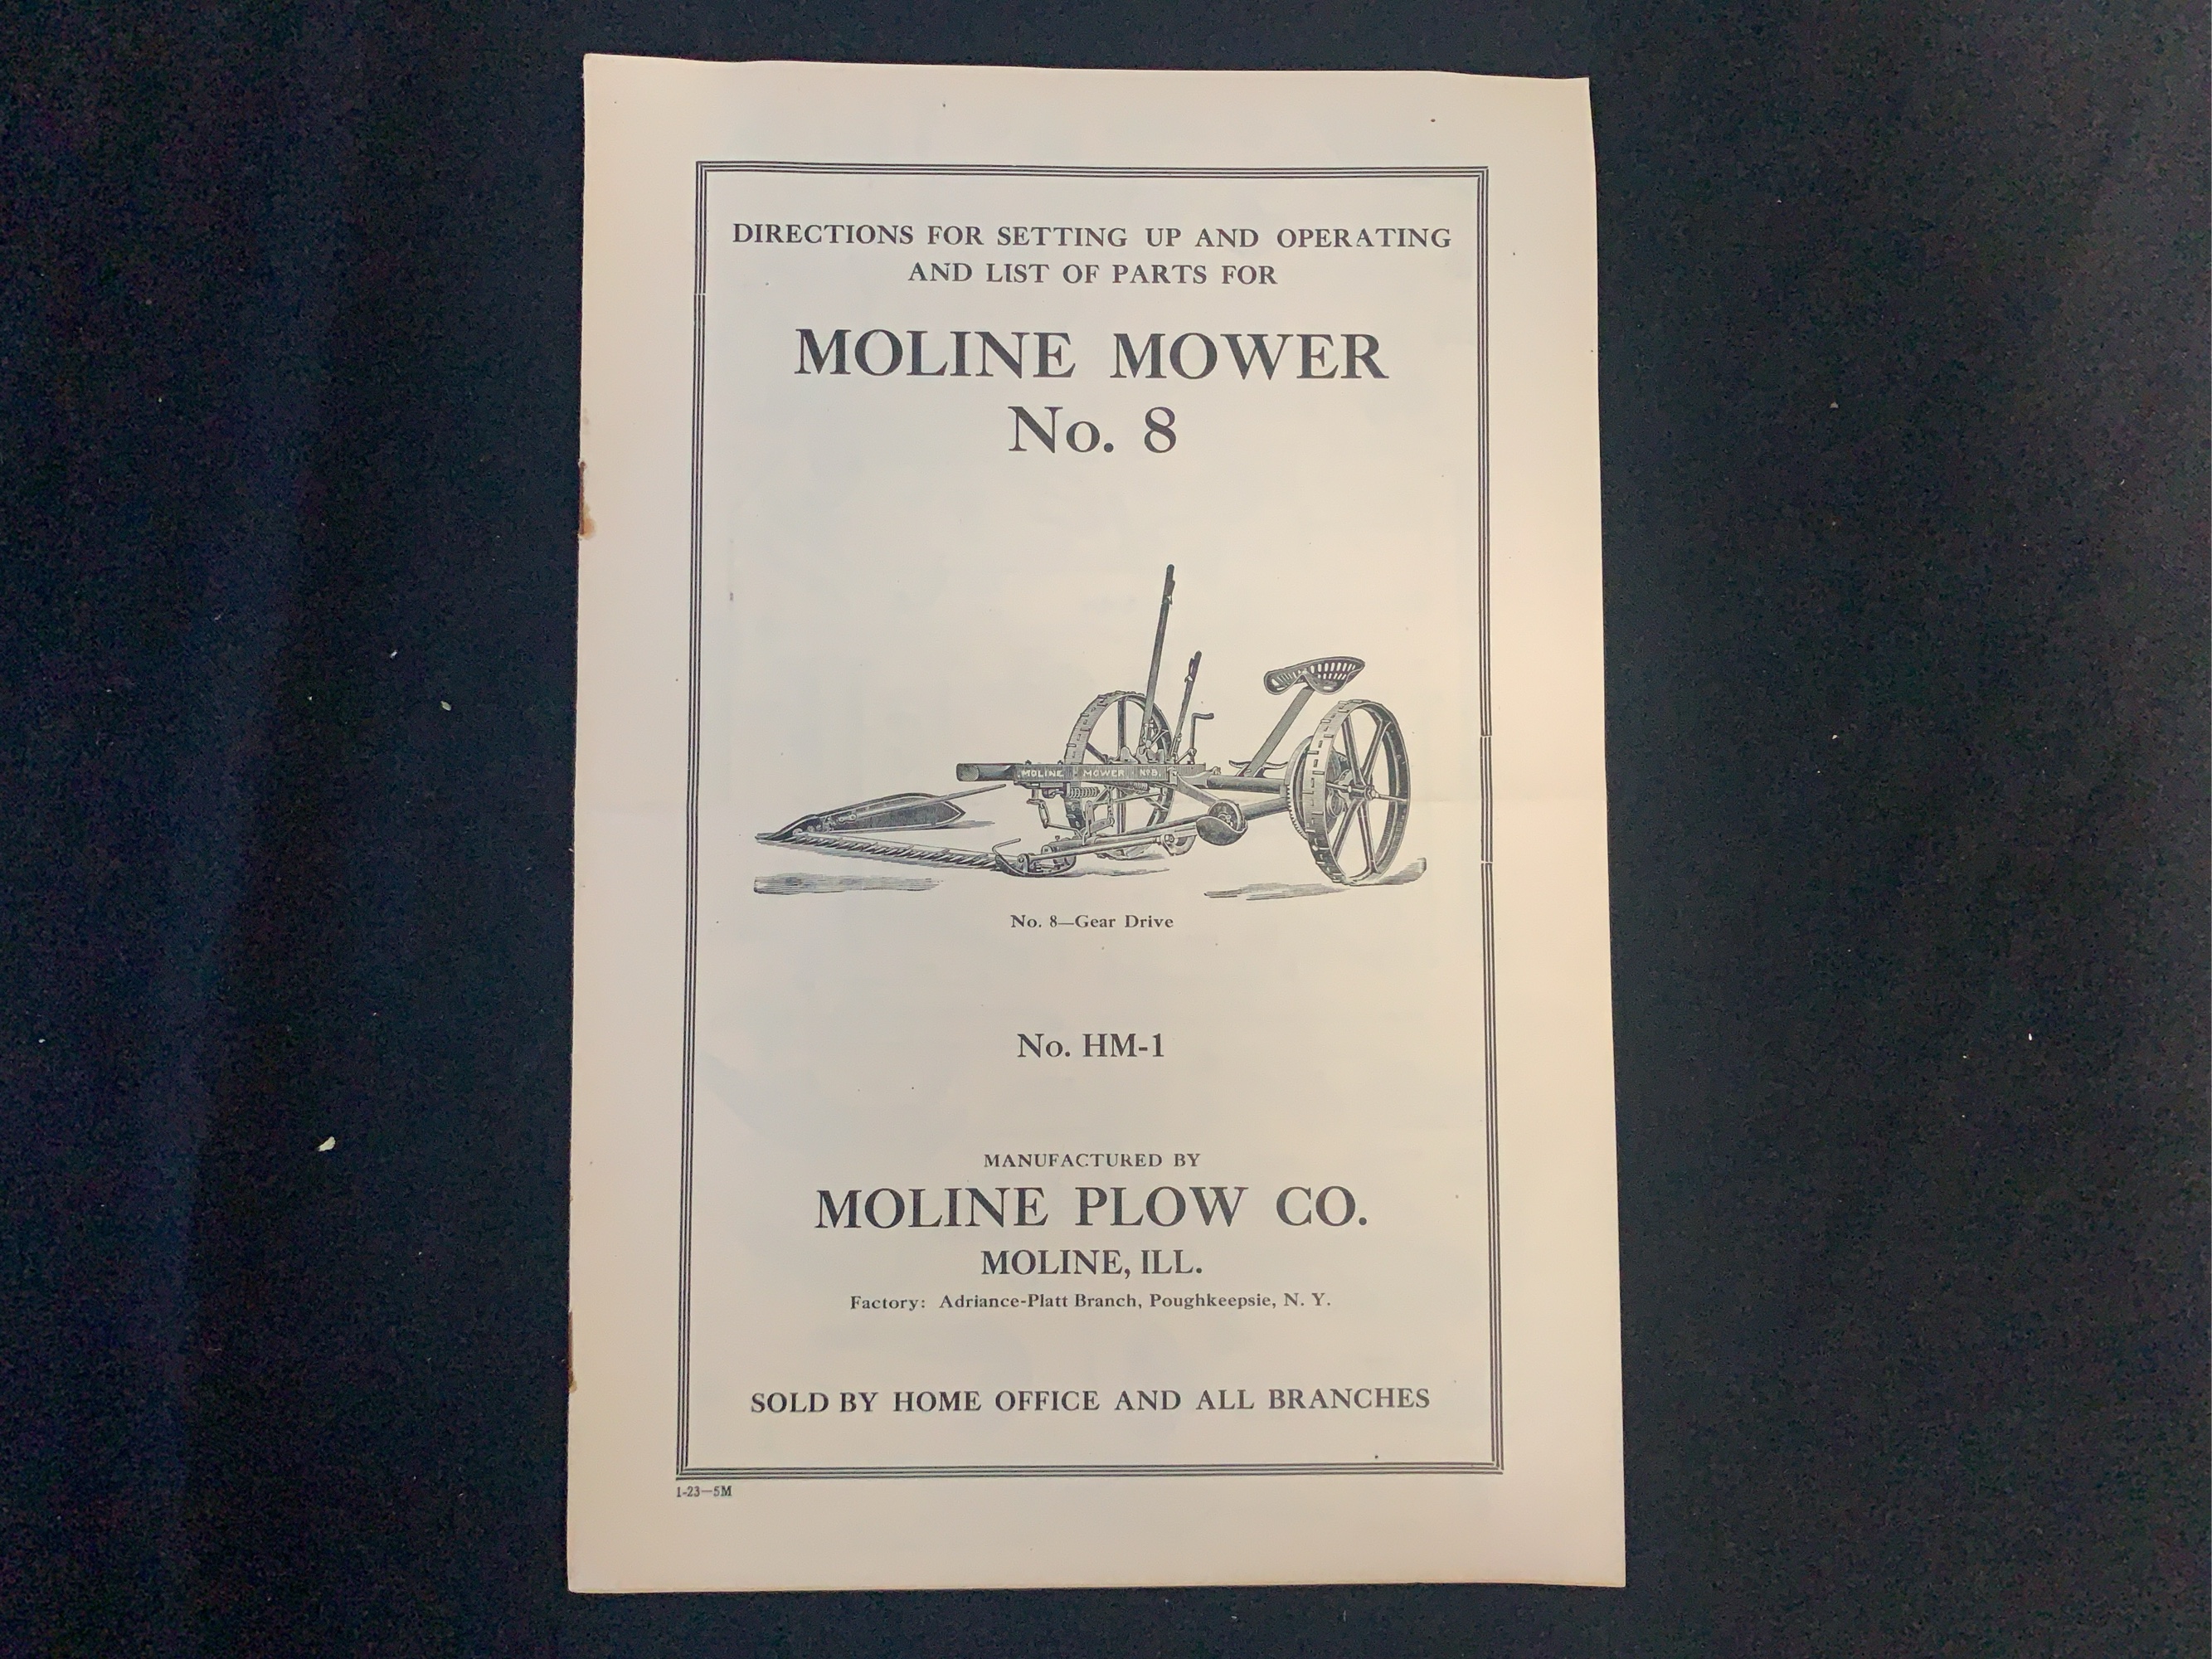 DIRECTIONS FOR SETTING UP AND OPERATING
AND LIST OF PARTS FOR
MOLINE MOWER
No. 8
MOLINE MOWER No8.
No. 8—Gear Drive
No. HM-1
MANUFACTURED BY
MOLINE PLOW CO.
MOLINE, ILL.
Factory: Adriance-Platt Branch, Poughkeepsie, N. Y.
SOLD BY HOME OFFICE AND ALL BRANCHES
1-23—5M